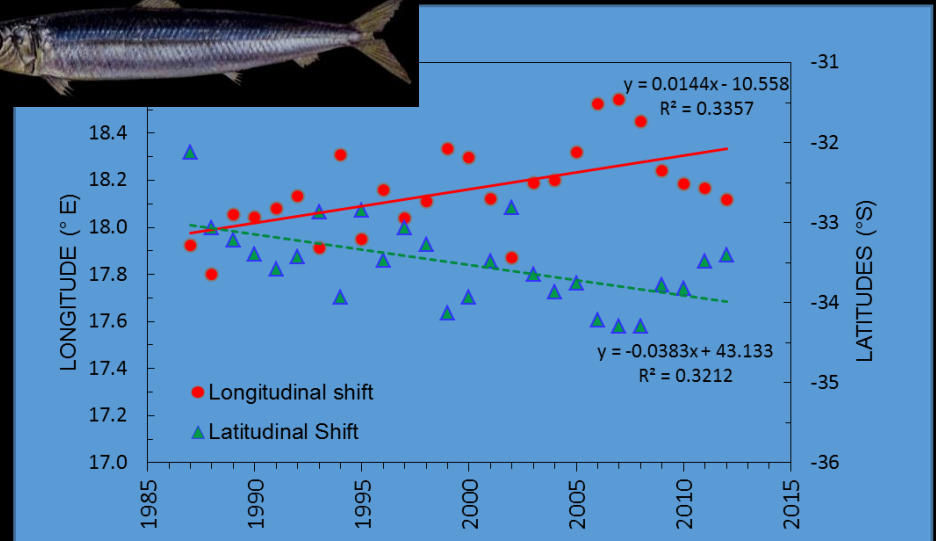 -31
y = 0.0144x - 10.558
R² = 0.3357
18.4
-32
18.2
18.0
-33
17.8
17.6
-34
y = -0.0383x + 43.133
R² = 0.3212
17.4
-35
17.2
17.0
-36
LONGITUDE (° E)
LATITUDES (°S)
Longitudinal shift
Latitudinal Shift
1985
1990
1995
2000
2005
2010
2015